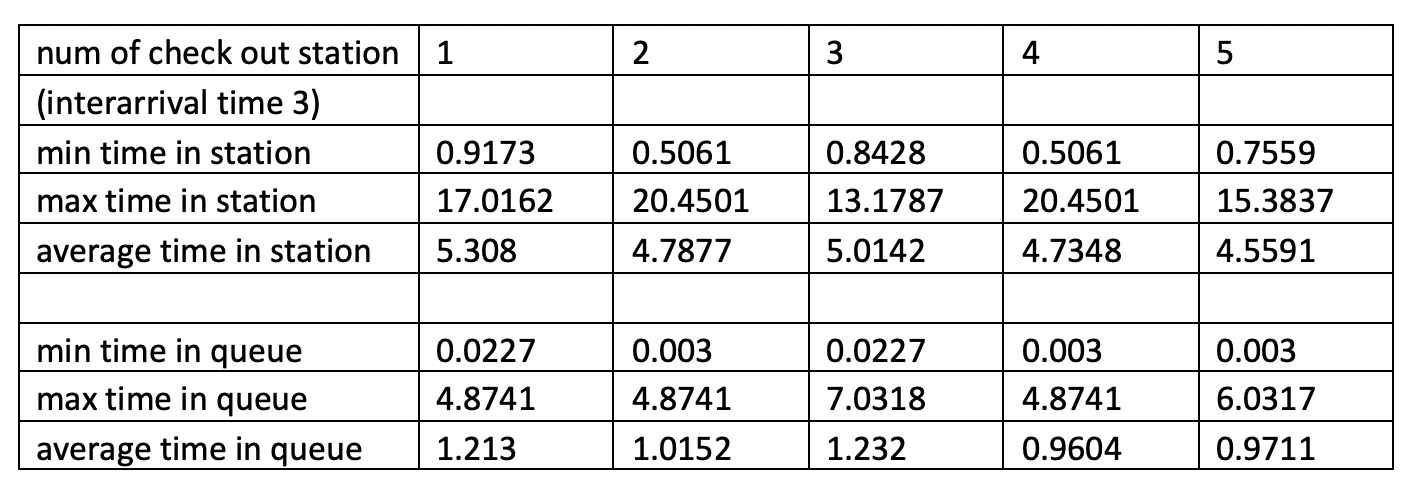 num of check out station 1 2 3 4 5
(interarrival time 3)
min time in station 0.9173 0.5061 0.8428 0.5061 0.7559
max time in station 17.0162 20.4501 13.1787 20.4501 15.3837
average time in station 5.308 4.7877 5.0142 4.7348 4.5591
min time in queue 0.0227 0.003 0.0227 0.003 0.003
max time in queue 4.8741 4.8741 7.0318 4.8741 6.0317
average time in queue 1.213 1.0152 1.232 0.9604 0.9711